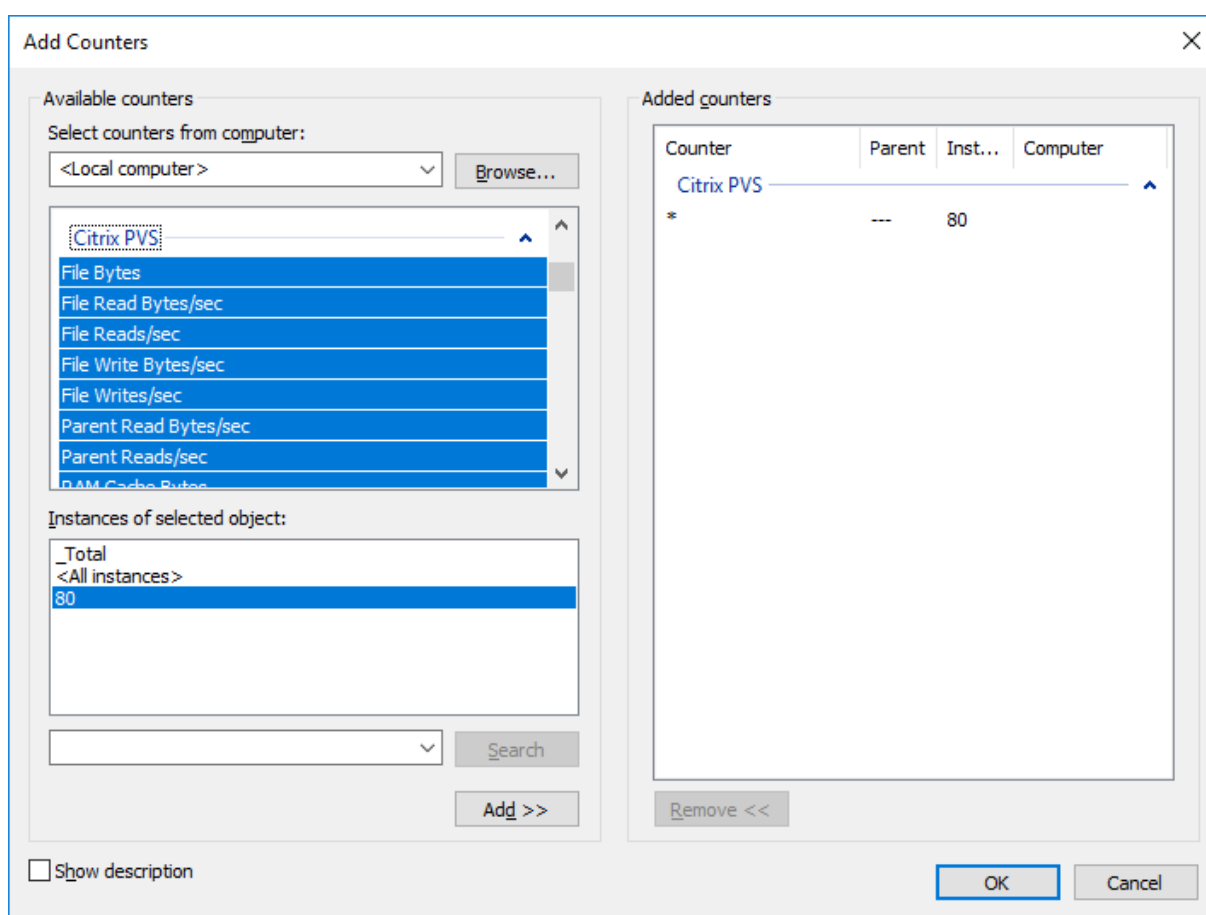 Add Counters
Available counters
Select counters from computer:
<Local computer>
Browse...
Citrix PVS
File Bytes
File Read Bytes/sec
File Reads/sec
File Write Bytes/sec
File Writes/sec
Parent Read Bytes/sec
Parent Reads/sec
RAM Cache Bytes
Instances of selected object:
_Total
<All instances>
80
Search
Add >>
Show description
Added counters
Counter Parent Inst... Computer
Citrix PVS
* --- 80
Remove <<
OK Cancel